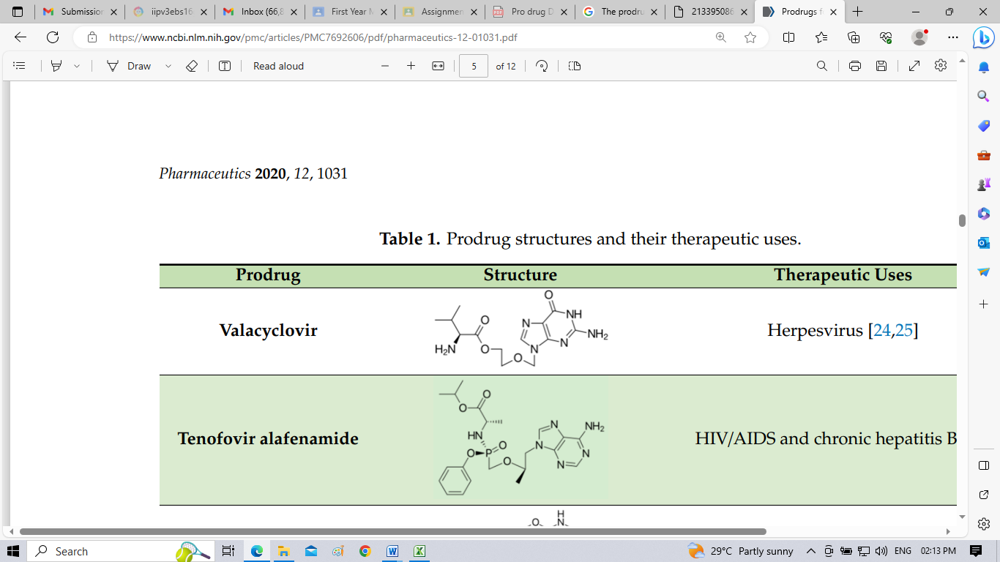 Submission
iipv3ebs16
Inbox (66,8
First Year M
Assignmen
Pro drug D
The prodru
213395086
Prodrugs f
https://www.ncbi.nlm.nih.gov/pmc/articles/PMC7692606/pdf/pharmaceutics-12-01031.pdf
Draw
T
Read aloud
5
of 12
Pharmaceutics 2020, 12, 1031
Table 1. Prodrug structures and their therapeutic uses.
Prodrug Structure Therapeutic Uses
Valacyclovir
H2N
O
O
O
N
N
O
NH
N
NH2
Herpesvirus [24,25]
Tenofovir alafenamide
O
O
HN
O
P
O
O
N
N
NH2
N
N
HIV/AIDS and chronic hepatitis B
O
H
N
Search
29°C Partly sunny
ENG
02:13 PM